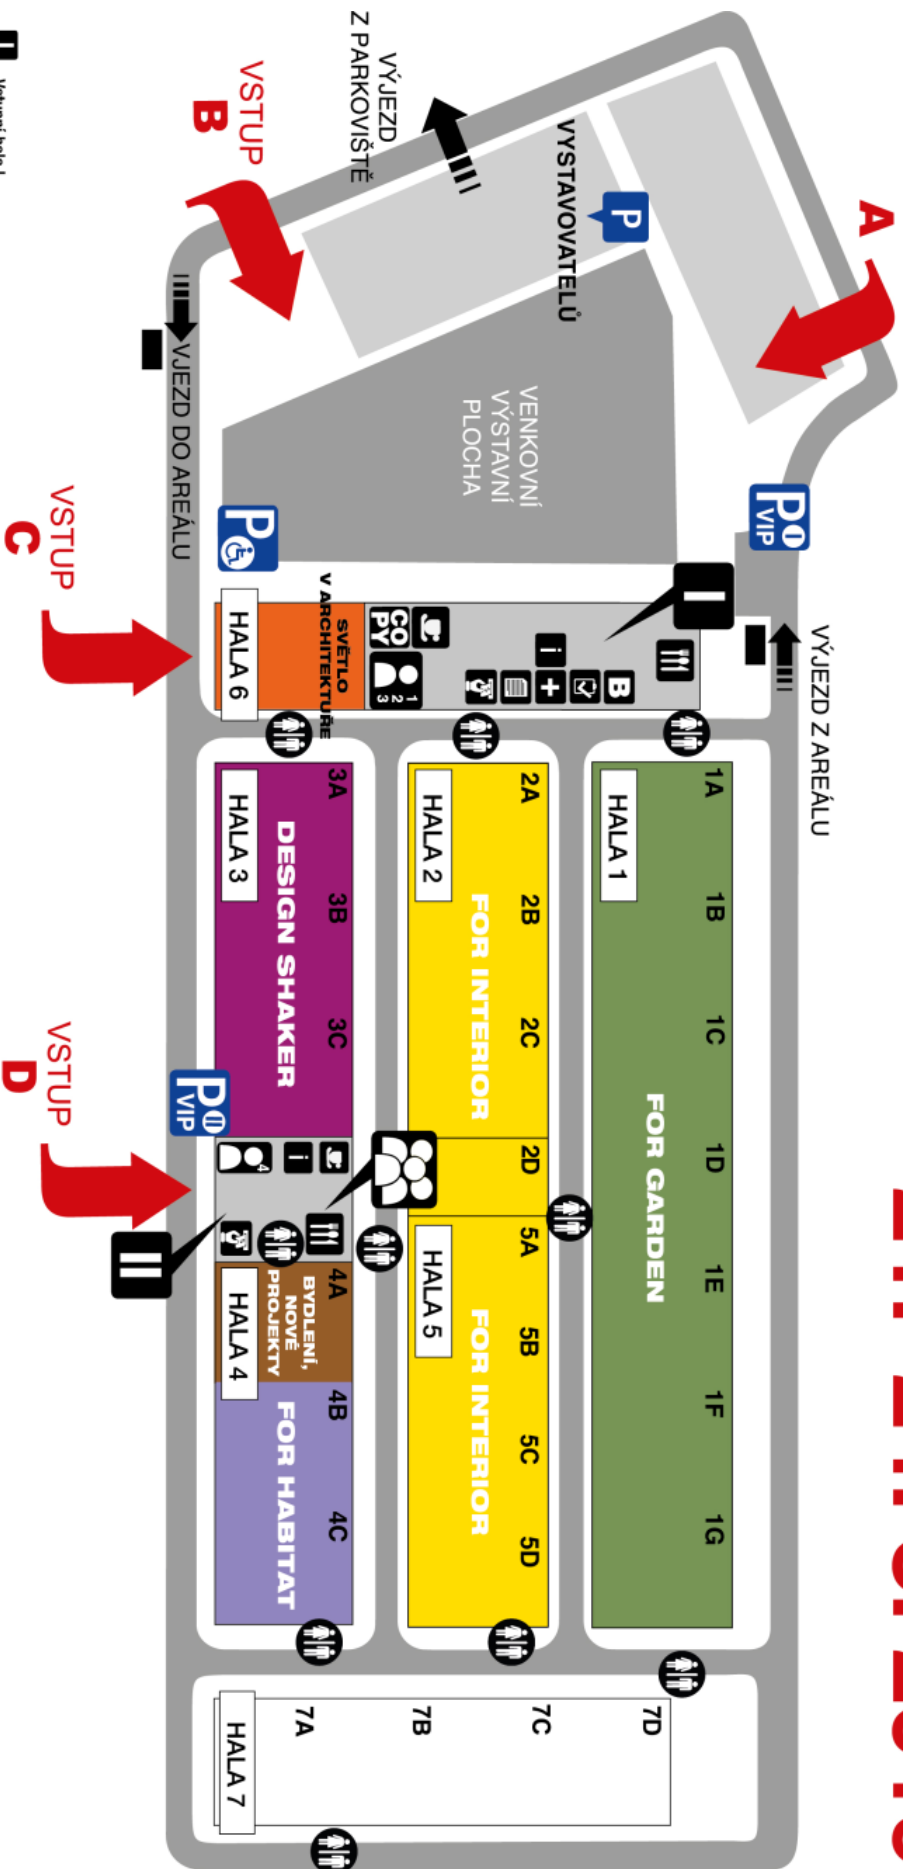 A
VSTUP
B
VÝJEZD
Z PARKOVIŠTĚ
VYSTAVOVATELŮ
P
VENKOVNÍ
VÝSTAVNÍ
PLOCHA
VJEZD DO AREÁLU
VÝJEZD Z AREÁLU
P I
VIP
P
VSTUP
C
HALA 6
SVĚTLO
V ARCHITEKTUŘE
COPY
1
2
3
i
B
I
1A
1B
1C
1D
1E
1F
1G
HALA 1
FOR GARDEN
2A
2B
2C
2D
HALA 2
FOR INTERIOR
5A
5B
5C
5D
HALA 5
FOR INTERIOR
3A
3B
3C
HALA 3
DESIGN SHAKER
P II
VIP
i
4
II
VSTUP
D
4A
4B
4C
BYDLENÍ,
NOVÉ
PROJEKTY
HALA 4
FOR HABITAT
7D
7C
7B
7A
HALA 7
I